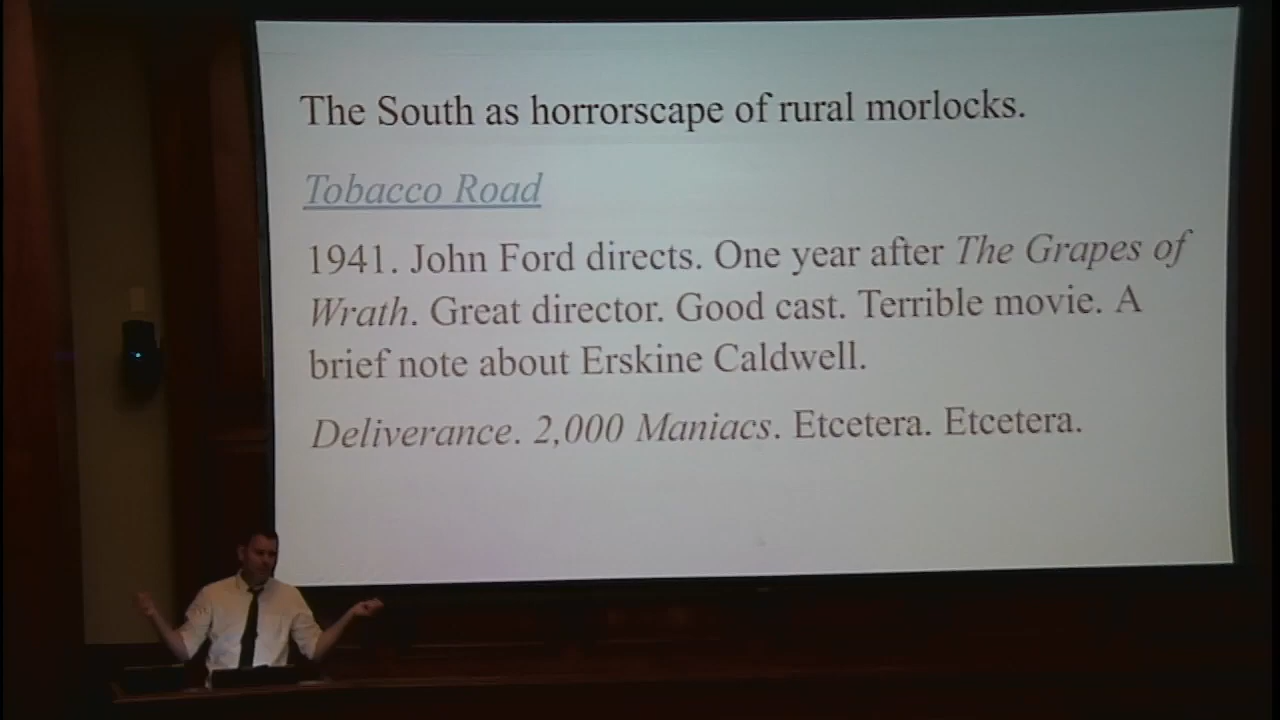 The South as horrorscape of rural morlocks.
Tobacco Road
1941. John Ford directs. One year after The Grapes of
Wrath. Great director. Good cast. Terrible movie. A
brief note about Erskine Caldwell.
Deliverance. 2,000 Maniacs. Etcetera. Etcetera.